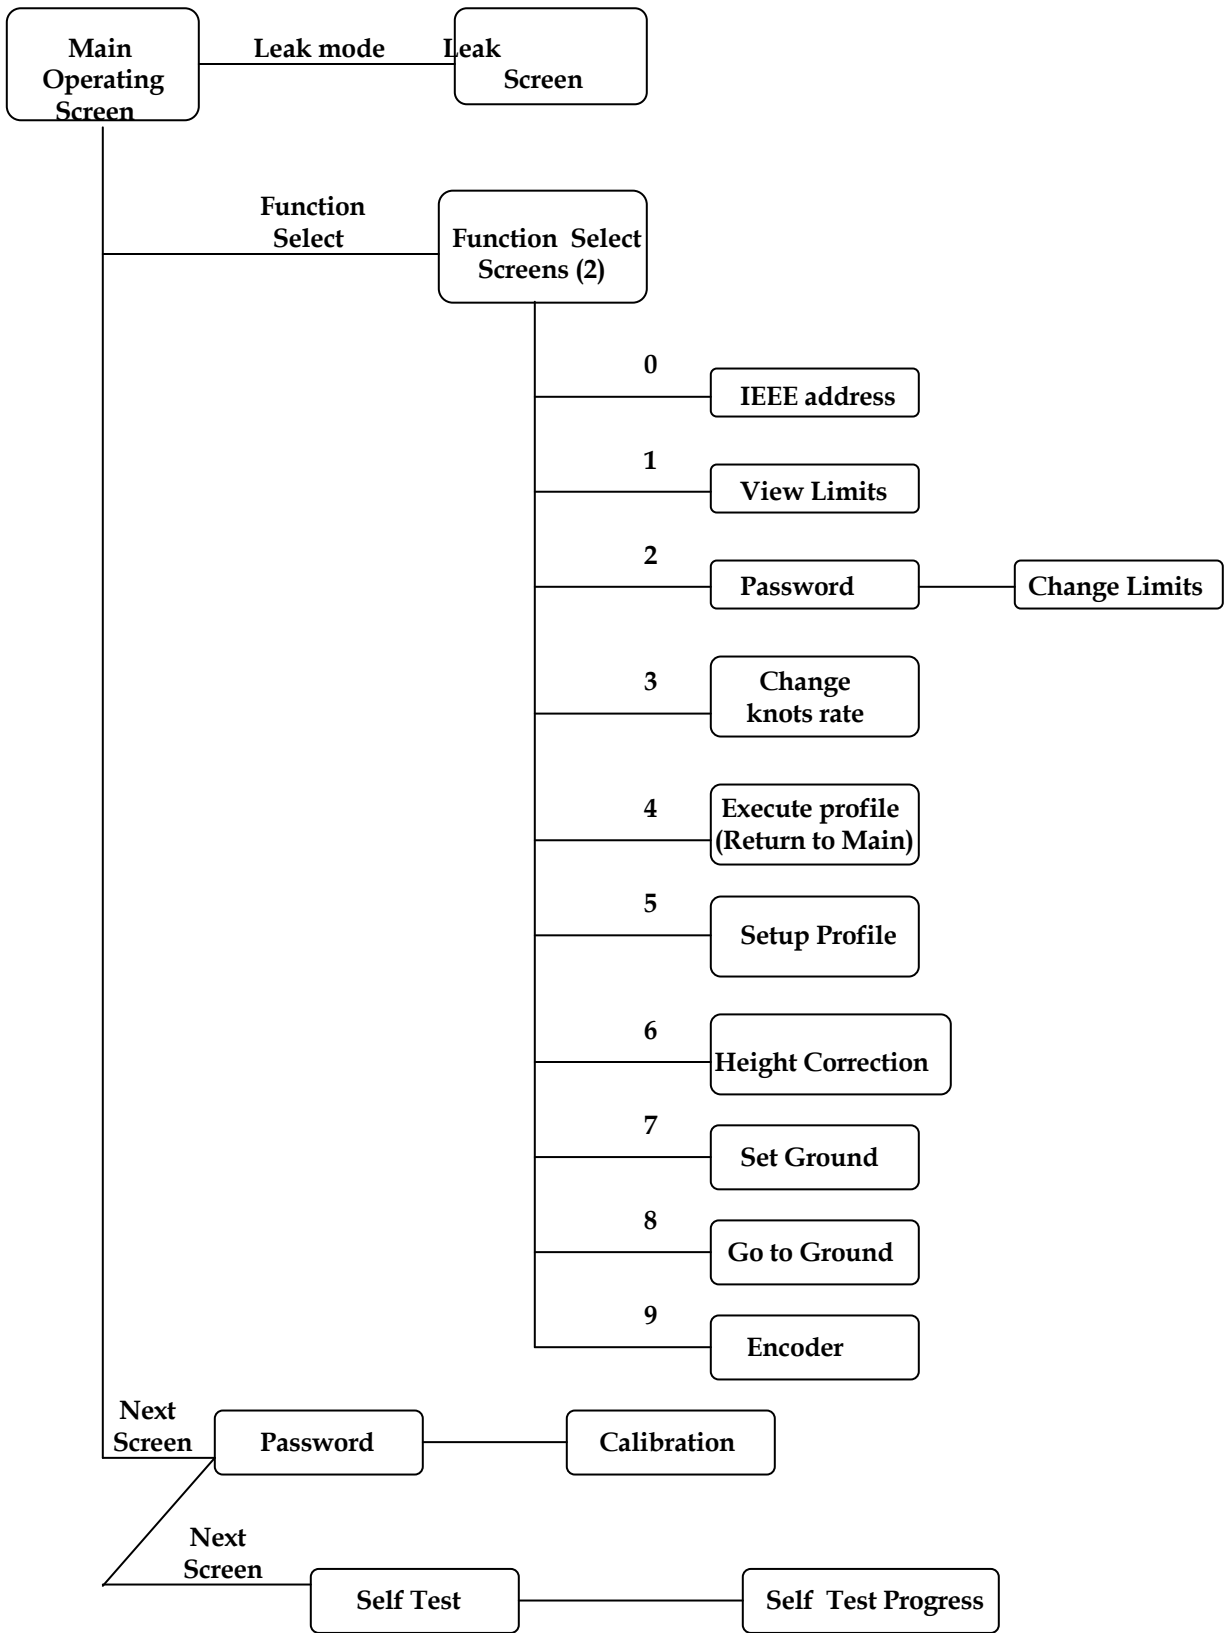 Main
Operating
Screen
Leak mode
Leak
Screen
Function
Select
Function Select
Screens (2)
0
IEEE address
1
View Limits
2
Password
Change Limits
3
Change
knots rate
4
Execute profile
(Return to Main)
5
Setup Profile
6
Height Correction
7
Set Ground
8
Go to Ground
9
Encoder
Next
Screen
Password
Calibration
Next
Screen
Self Test
Self Test Progress